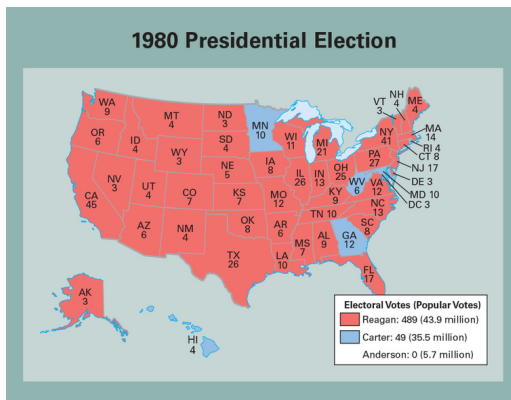 1980 Presidential Election
WA
9
OR
6
CA
45
NV
3
ID
4
MT
4
WY
3
UT
4
AZ
6
CO
7
NM
4
ND
3
SD
4
NE
5
KS
7
OK
8
TX
26
MN
10
IA
8
MO
12
AR
6
LA
10
WI
11
IL
26
MS
7
MI
21
IN
13
KY
9
TN 10
AL
9
OH
25
WV
6
GA
12
FL
17
SC
8
NC
13
VA
12
PA
27
NY
41
VT
3
NH
4
ME
4
MA
14
RI 4
CT 8
NJ 17
DE 3
MD 10
DC 3
AK
3
HI
4
Electoral Votes (Popular Votes)
Reagan: 489 (43.9 million)
Carter: 49 (35.5 million)
Anderson: 0 (5.7 million)